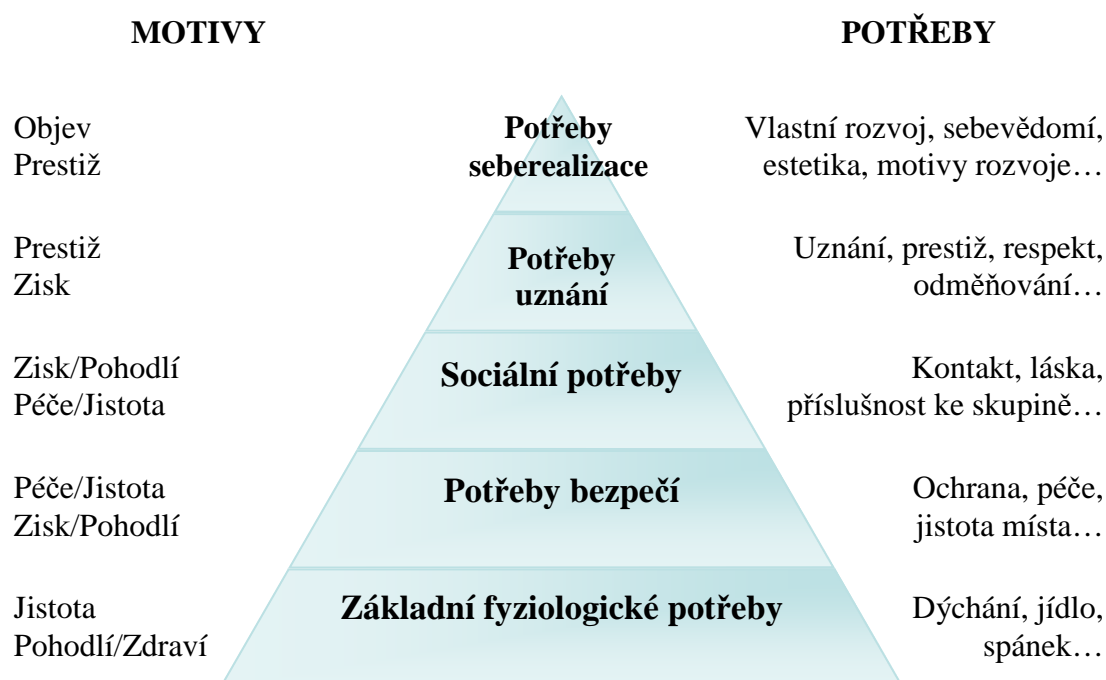 MOTIVY
POTŘEBY
Objev
Prestiž
Potřeby
seberealizace
Vlastní rozvoj, sebevědomí,
estetika, motivy rozvoje…
Prestiž
Zisk
Potřeby
uznání
Uznání, prestiž, respekt,
odměňování…
Zisk/Pohodlí
Péče/Jistota
Sociální potřeby
Kontakt, láska,
příslušnost ke skupině…
Péče/Jistota
Zisk/Pohodlí
Potřeby bezpečí
Ochrana, péče,
jistota místa…
Jistota
Pohodlí/Zdraví
Základní fyziologické potřeby
Dýchání, jídlo,
spánek…